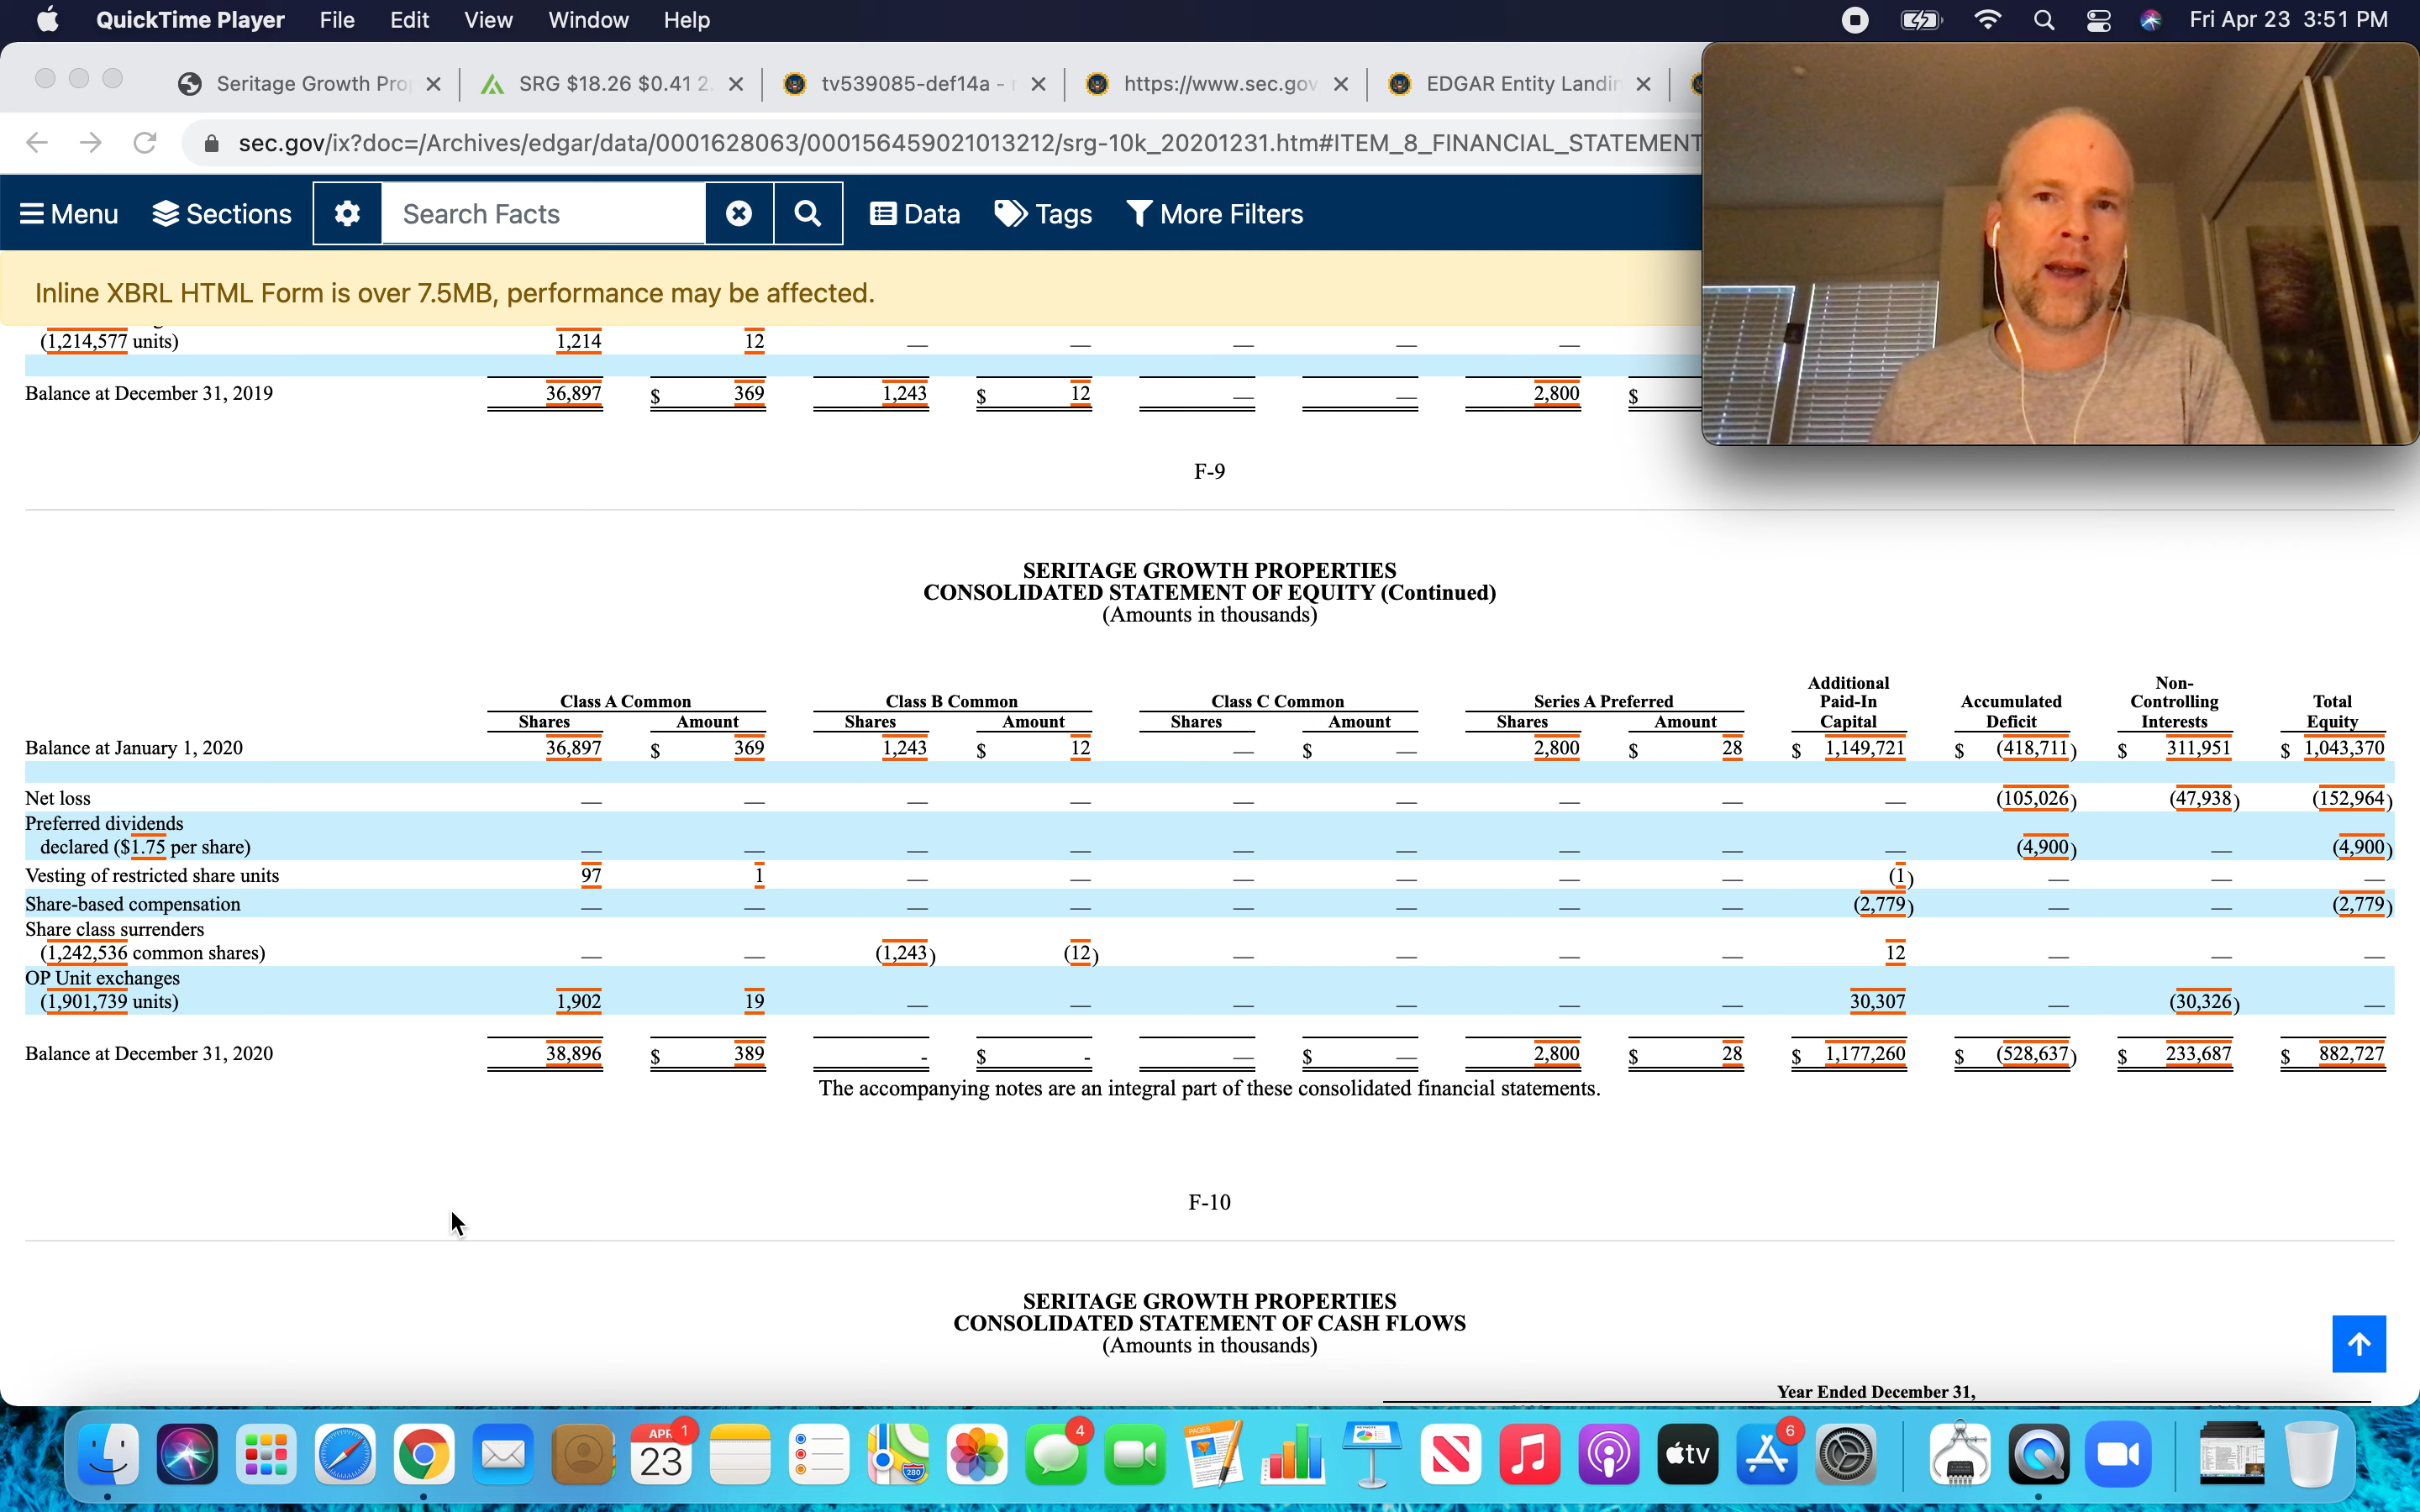 QuickTime Player File Edit View Window Help Fri Apr 23 3:51 PM
Seritage Growth Pro SRG $18.26 $0.41 2. tv539085-def14a - https://www.sec.gov EDGAR Entity Landin
sec.gov/ix?doc=/Archives/edgar/data/0001628063/000156459021013212/srg-10k_20201231.htm#ITEM_8_FINANCIAL_STATEMENT
Menu Sections Search Facts Data Tags More Filters
Inline XBRL HTML Form is over 7.5MB, performance may be affected.
(1,214,577 units) 1,214 12 — — — — —
Balance at December 31, 2019 36,897 $ 369 1,243 $ 12 — — 2,800 $
F-9
SERITAGE GROWTH PROPERTIES
CONSOLIDATED STATEMENT OF EQUITY (Continued)
(Amounts in thousands)
Additional Non-
Class A Common Class B Common Class C Common Series A Preferred Paid-In Accumulated Controlling Total
Shares Amount Shares Amount Shares Amount Shares Amount Capital Deficit Interests Equity
Balance at January 1, 2020 36,897 $ 369 1,243 $ 12 — $ — 2,800 $ 28 $ 1,149,721 $ (418,711) $ 311,951 $ 1,043,370
Net loss — — — — — — — — — (105,026) (47,938) (152,964)
Preferred dividends
declared ($1.75 per share) — — — — — — — — — (4,900) — (4,900)
Vesting of restricted share units 97 1 — — — — — — (1) — — —
Share-based compensation — — — — — — — — (2,779) — — (2,779)
Share class surrenders
(1,242,536 common shares) — — (1,243) (12) — — — — 12 — — —
OP Unit exchanges
(1,901,739 units) 1,902 19 — — — — — — 30,307 — (30,326) —
Balance at December 31, 2020 38,896 $ 389 - $ - — $ — 2,800 $ 28 $ 1,177,260 $ (528,637) $ 233,687 $ 882,727
The accompanying notes are an integral part of these consolidated financial statements.
F-10
SERITAGE GROWTH PROPERTIES
CONSOLIDATED STATEMENT OF CASH FLOWS
(Amounts in thousands)
Year Ended December 31,
APR 1
23
280
4
PAGES
tv
6